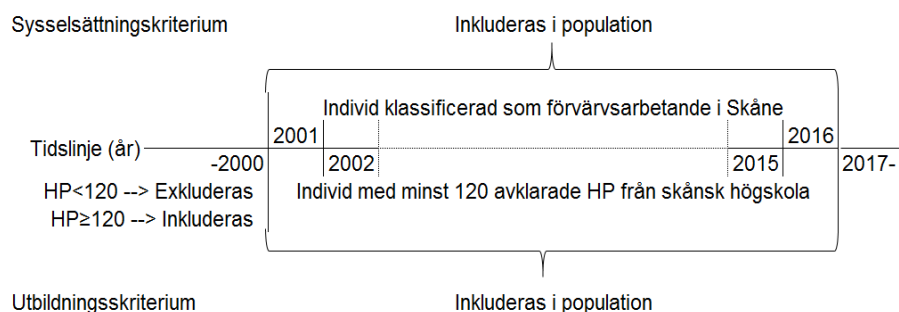 Sysselsättningskriterium
Inkluderas i population
Individ klassificerad som förvärvsarbetande i Skåne
2001
2016
Tidslinje (år)
-2000
2002
2015
2017-
HP<120 --> Exkluderas
Individ med minst 120 avklarade HP från skånsk högskola
HP≥120 --> Inkluderas
Utbildningsskriterium
Inkluderas i population